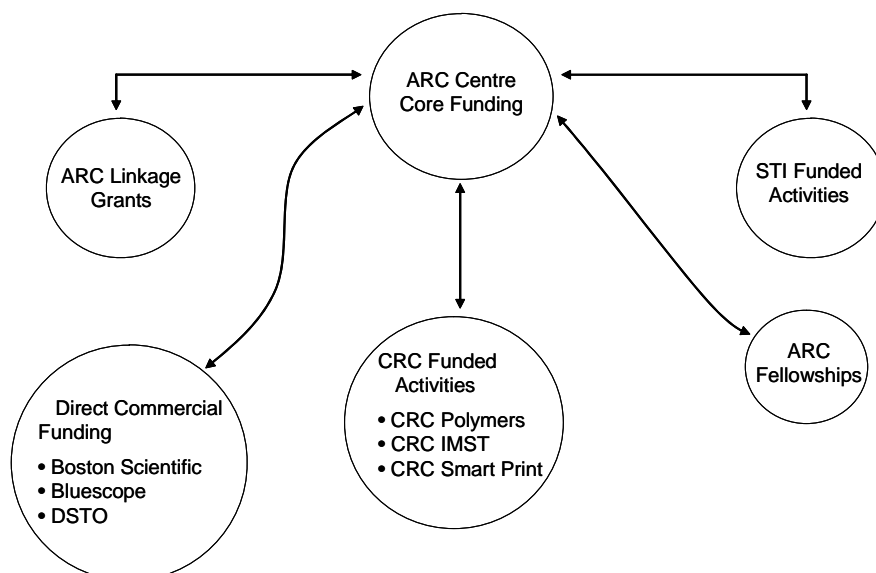 ARC Centre
Core Funding
ARC Linkage
Grants
STI Funded
Activities
ARC
Fellowships
CRC Funded
Activities
• CRC Polymers
• CRC IMST
• CRC Smart Print
Direct Commercial
Funding
• Boston Scientific
• Bluescope
• DSTO